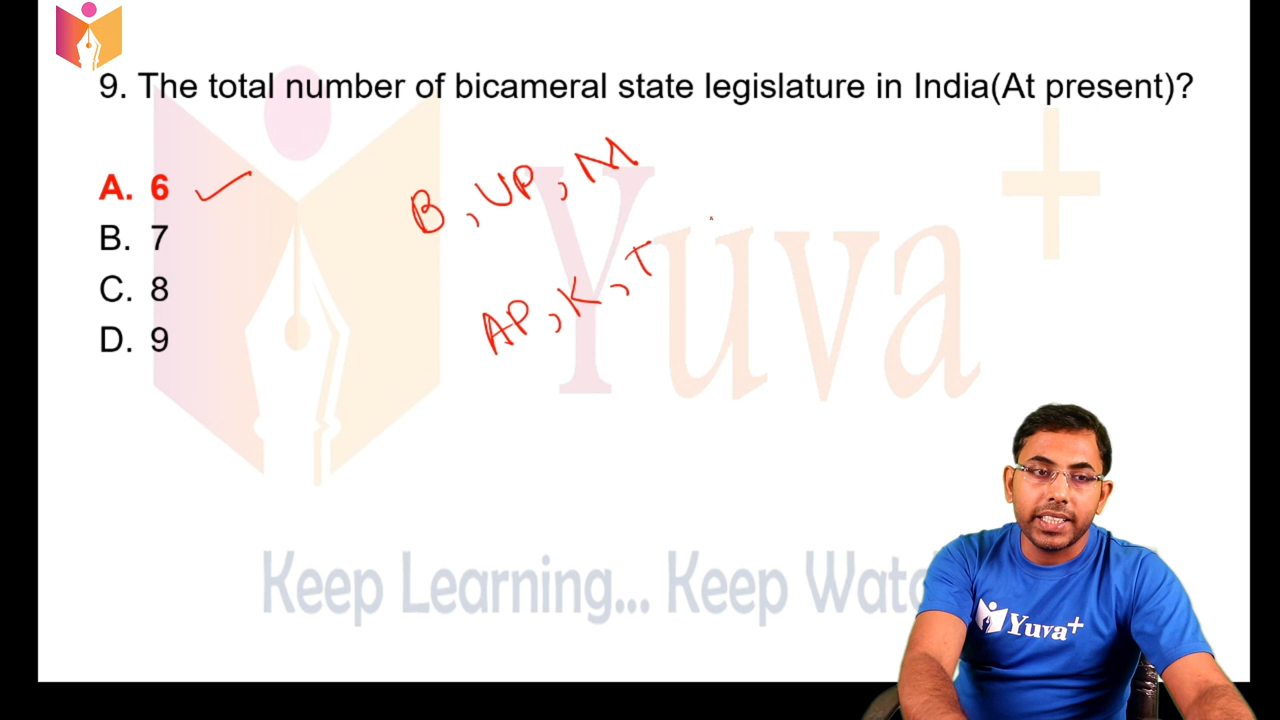 9. The total number of bicameral state legislature in India(At present)?
A. 6
B. 7
C. 8
D. 9
B, UP, M
AP, K, T
Yuva+
Keep Learning... Keep Wat
Yuva+